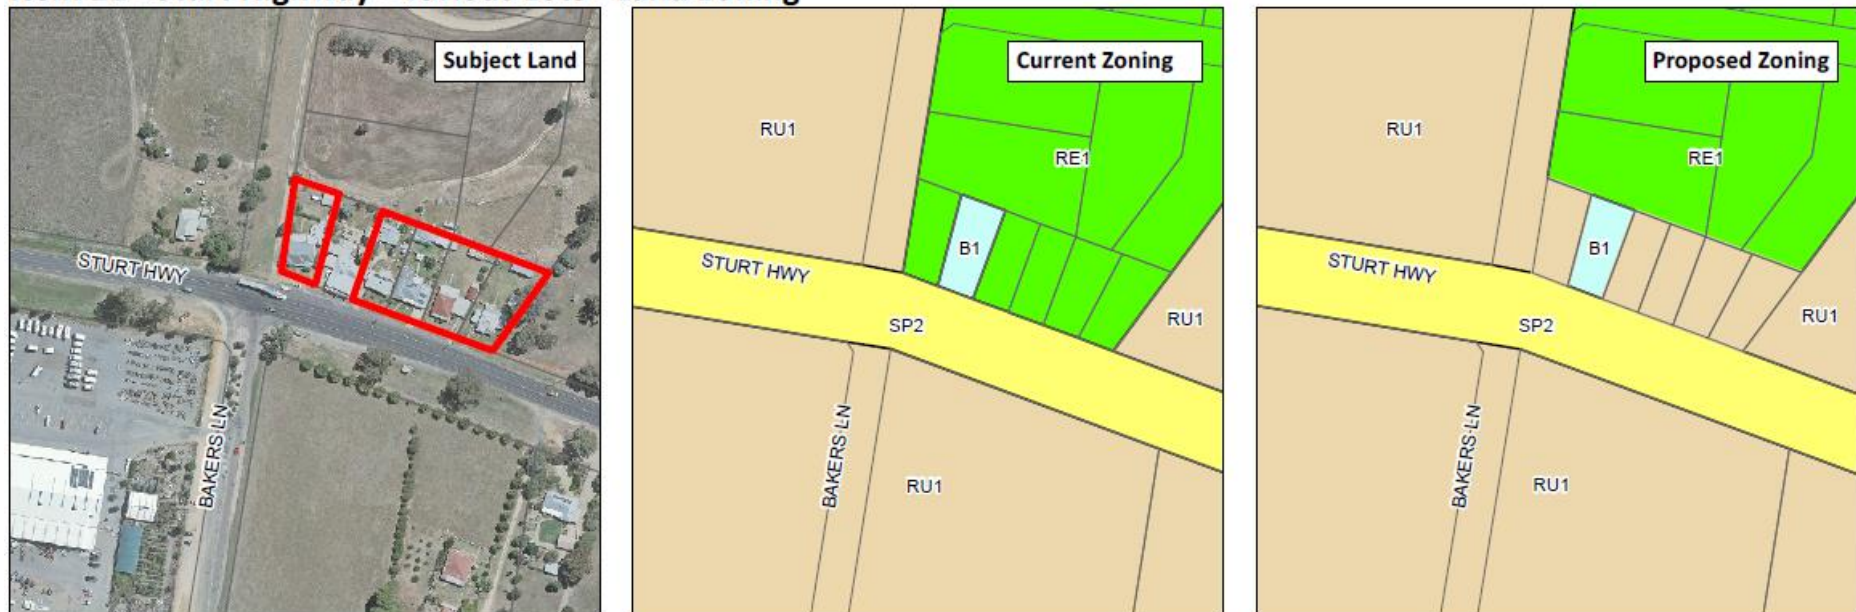 Subject Land
STURT HWY
BAKERS LN
Current Zoning
RU1
RE1
B1
STURT HWY
SP2
RU1
BAKERS LN
RU1
Proposed Zoning
RU1
RE1
B1
STURT HWY
SP2
RU1
BAKERS LN
RU1